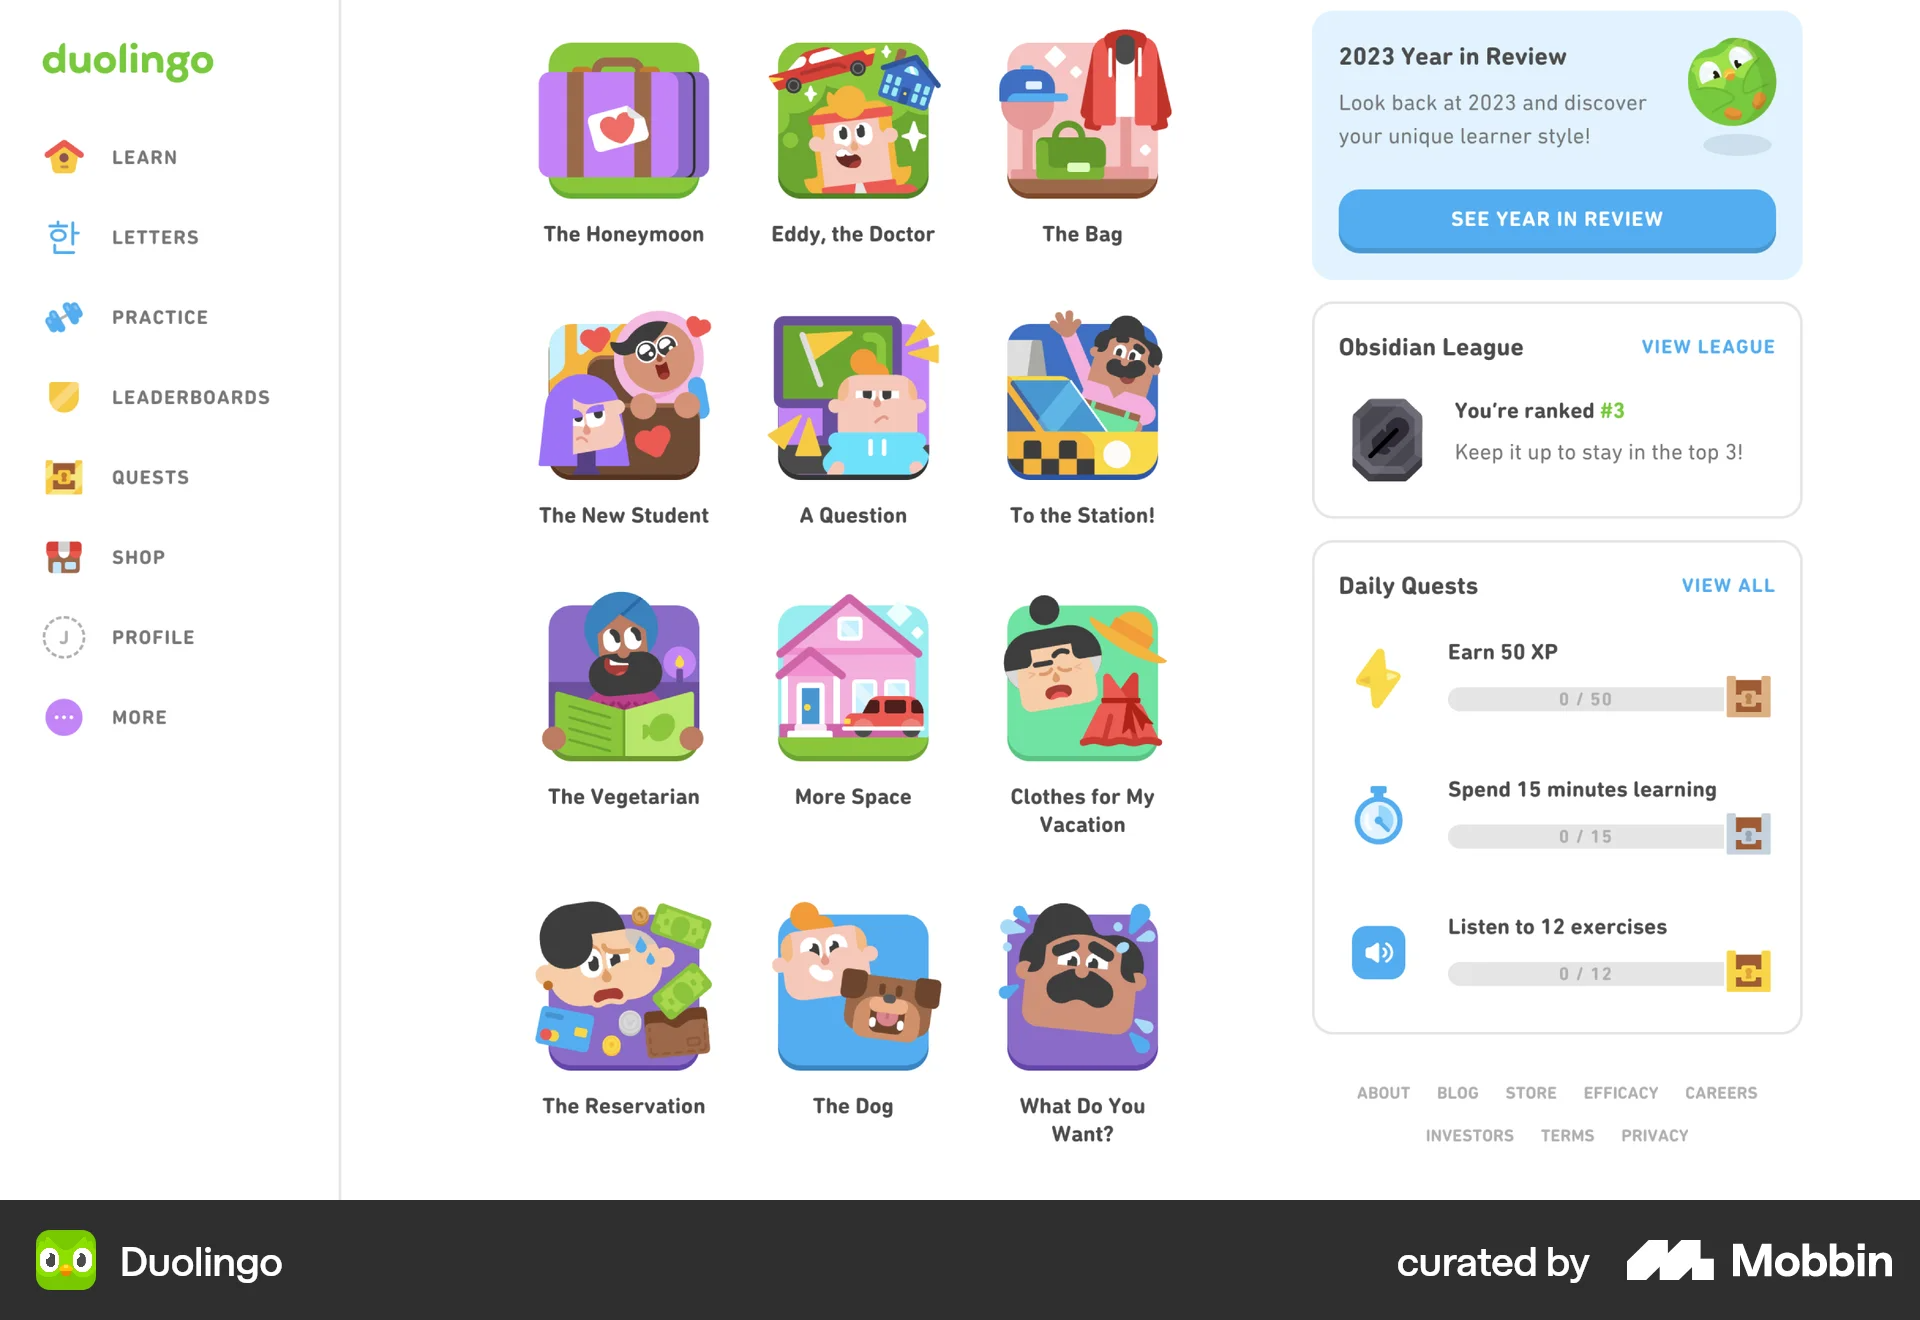 duolingo
LEARN
한
LETTERS
PRACTICE
LEADERBOARDS
QUESTS
SHOP
J
PROFILE
MORE
The Honeymoon
Eddy, the Doctor
The Bag
The New Student
A Question
To the Station!
The Vegetarian
More Space
Clothes for My
Vacation
The Reservation
The Dog
What Do You
Want?
2023 Year in Review
Look back at 2023 and discover
your unique learner style!
SEE YEAR IN REVIEW
Obsidian League
VIEW LEAGUE
You're ranked #3
Keep it up to stay in the top 3!
Daily Quests
VIEW ALL
Earn 50 XP
0 / 50
Spend 15 minutes learning
0 / 15
Listen to 12 exercises
0 / 12
ABOUT BLOG STORE EFFICACY CAREERS
INVESTORS TERMS PRIVACY
Duolingo
curated by Mobbin